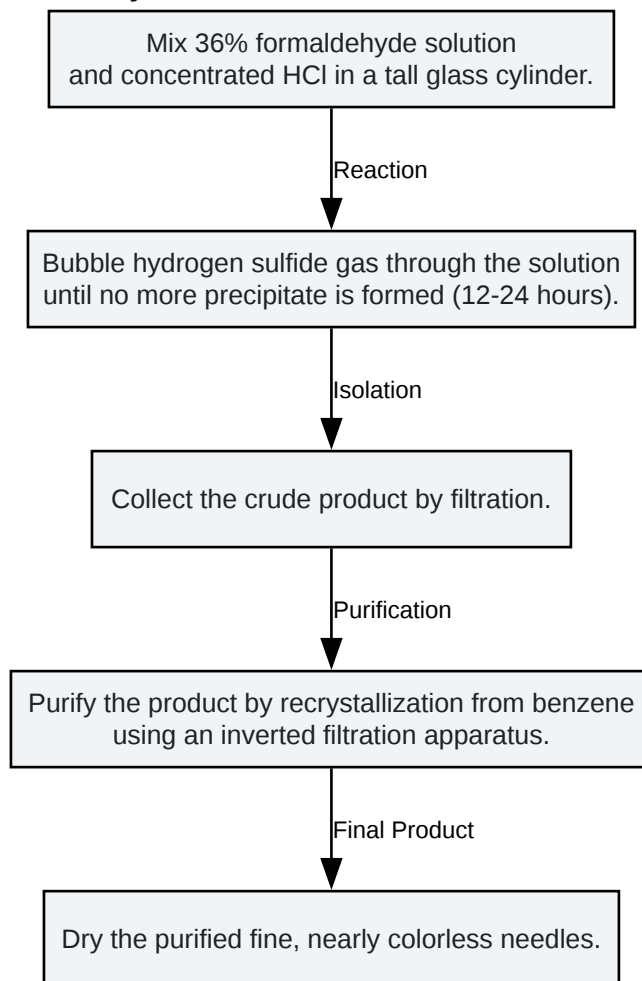 Mix 36% formaldehyde solution
and concentrated HCl in a tall glass cylinder.
Reaction
Bubble hydrogen sulfide gas through the solution
until no more precipitate is formed (12-24 hours).
Isolation
Collect the crude product by filtration.
Purification
Purify the product by recrystallization from benzene
using an inverted filtration apparatus.
Final Product
Dry the purified fine, nearly colorless needles.